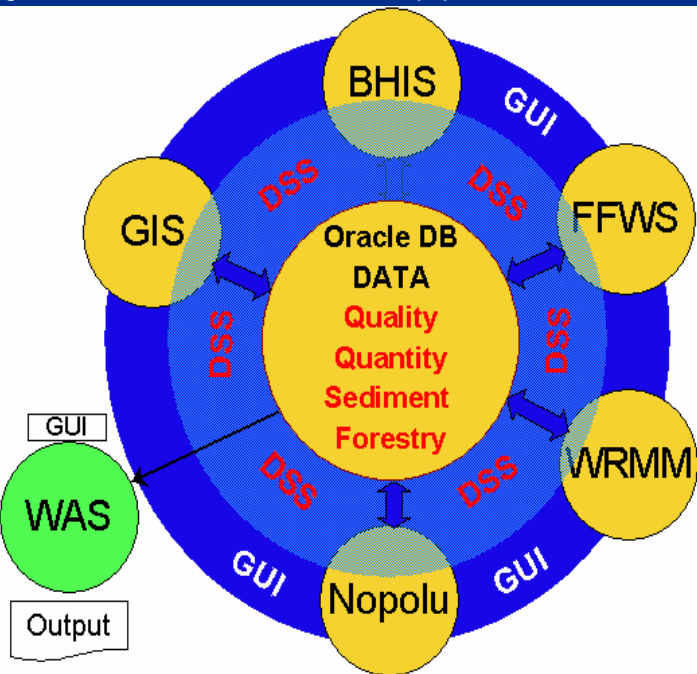 BHIS
GUI
DSS
DSS
GIS
FFWS
Oracle DB
DATA
Quality
Quantity
Sediment
Forestry
DSS
DSS
GUI
WAS
Output
DSS
DSS
WRMM
GUI
GUI
Nopolu